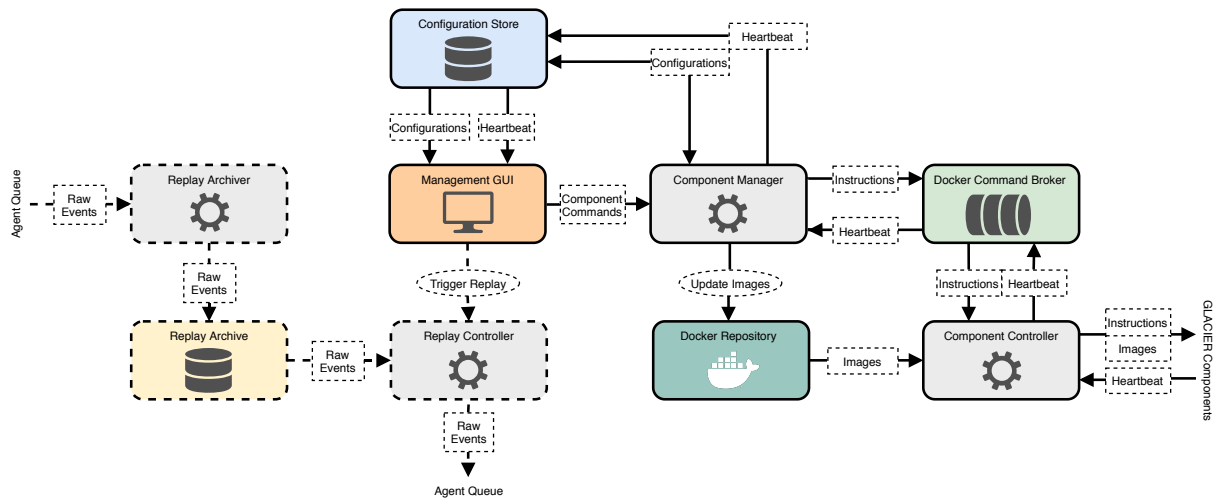 Configuration Store
Heartbeat
Configurations
Configurations
Heartbeat
Agent Queue
Raw
Events
Replay Archiver
Management GUI
Component
Commands
Component Manager
Instructions
Heartbeat
Docker Command Broker
Raw
Events
Trigger Replay
Update Images
Instructions
Heartbeat
Replay Archive
Raw
Events
Replay Controller
Docker Repository
Images
Component Controller
Instructions
Images
Heartbeat
GLACIER Components
Raw
Events
Agent Queue